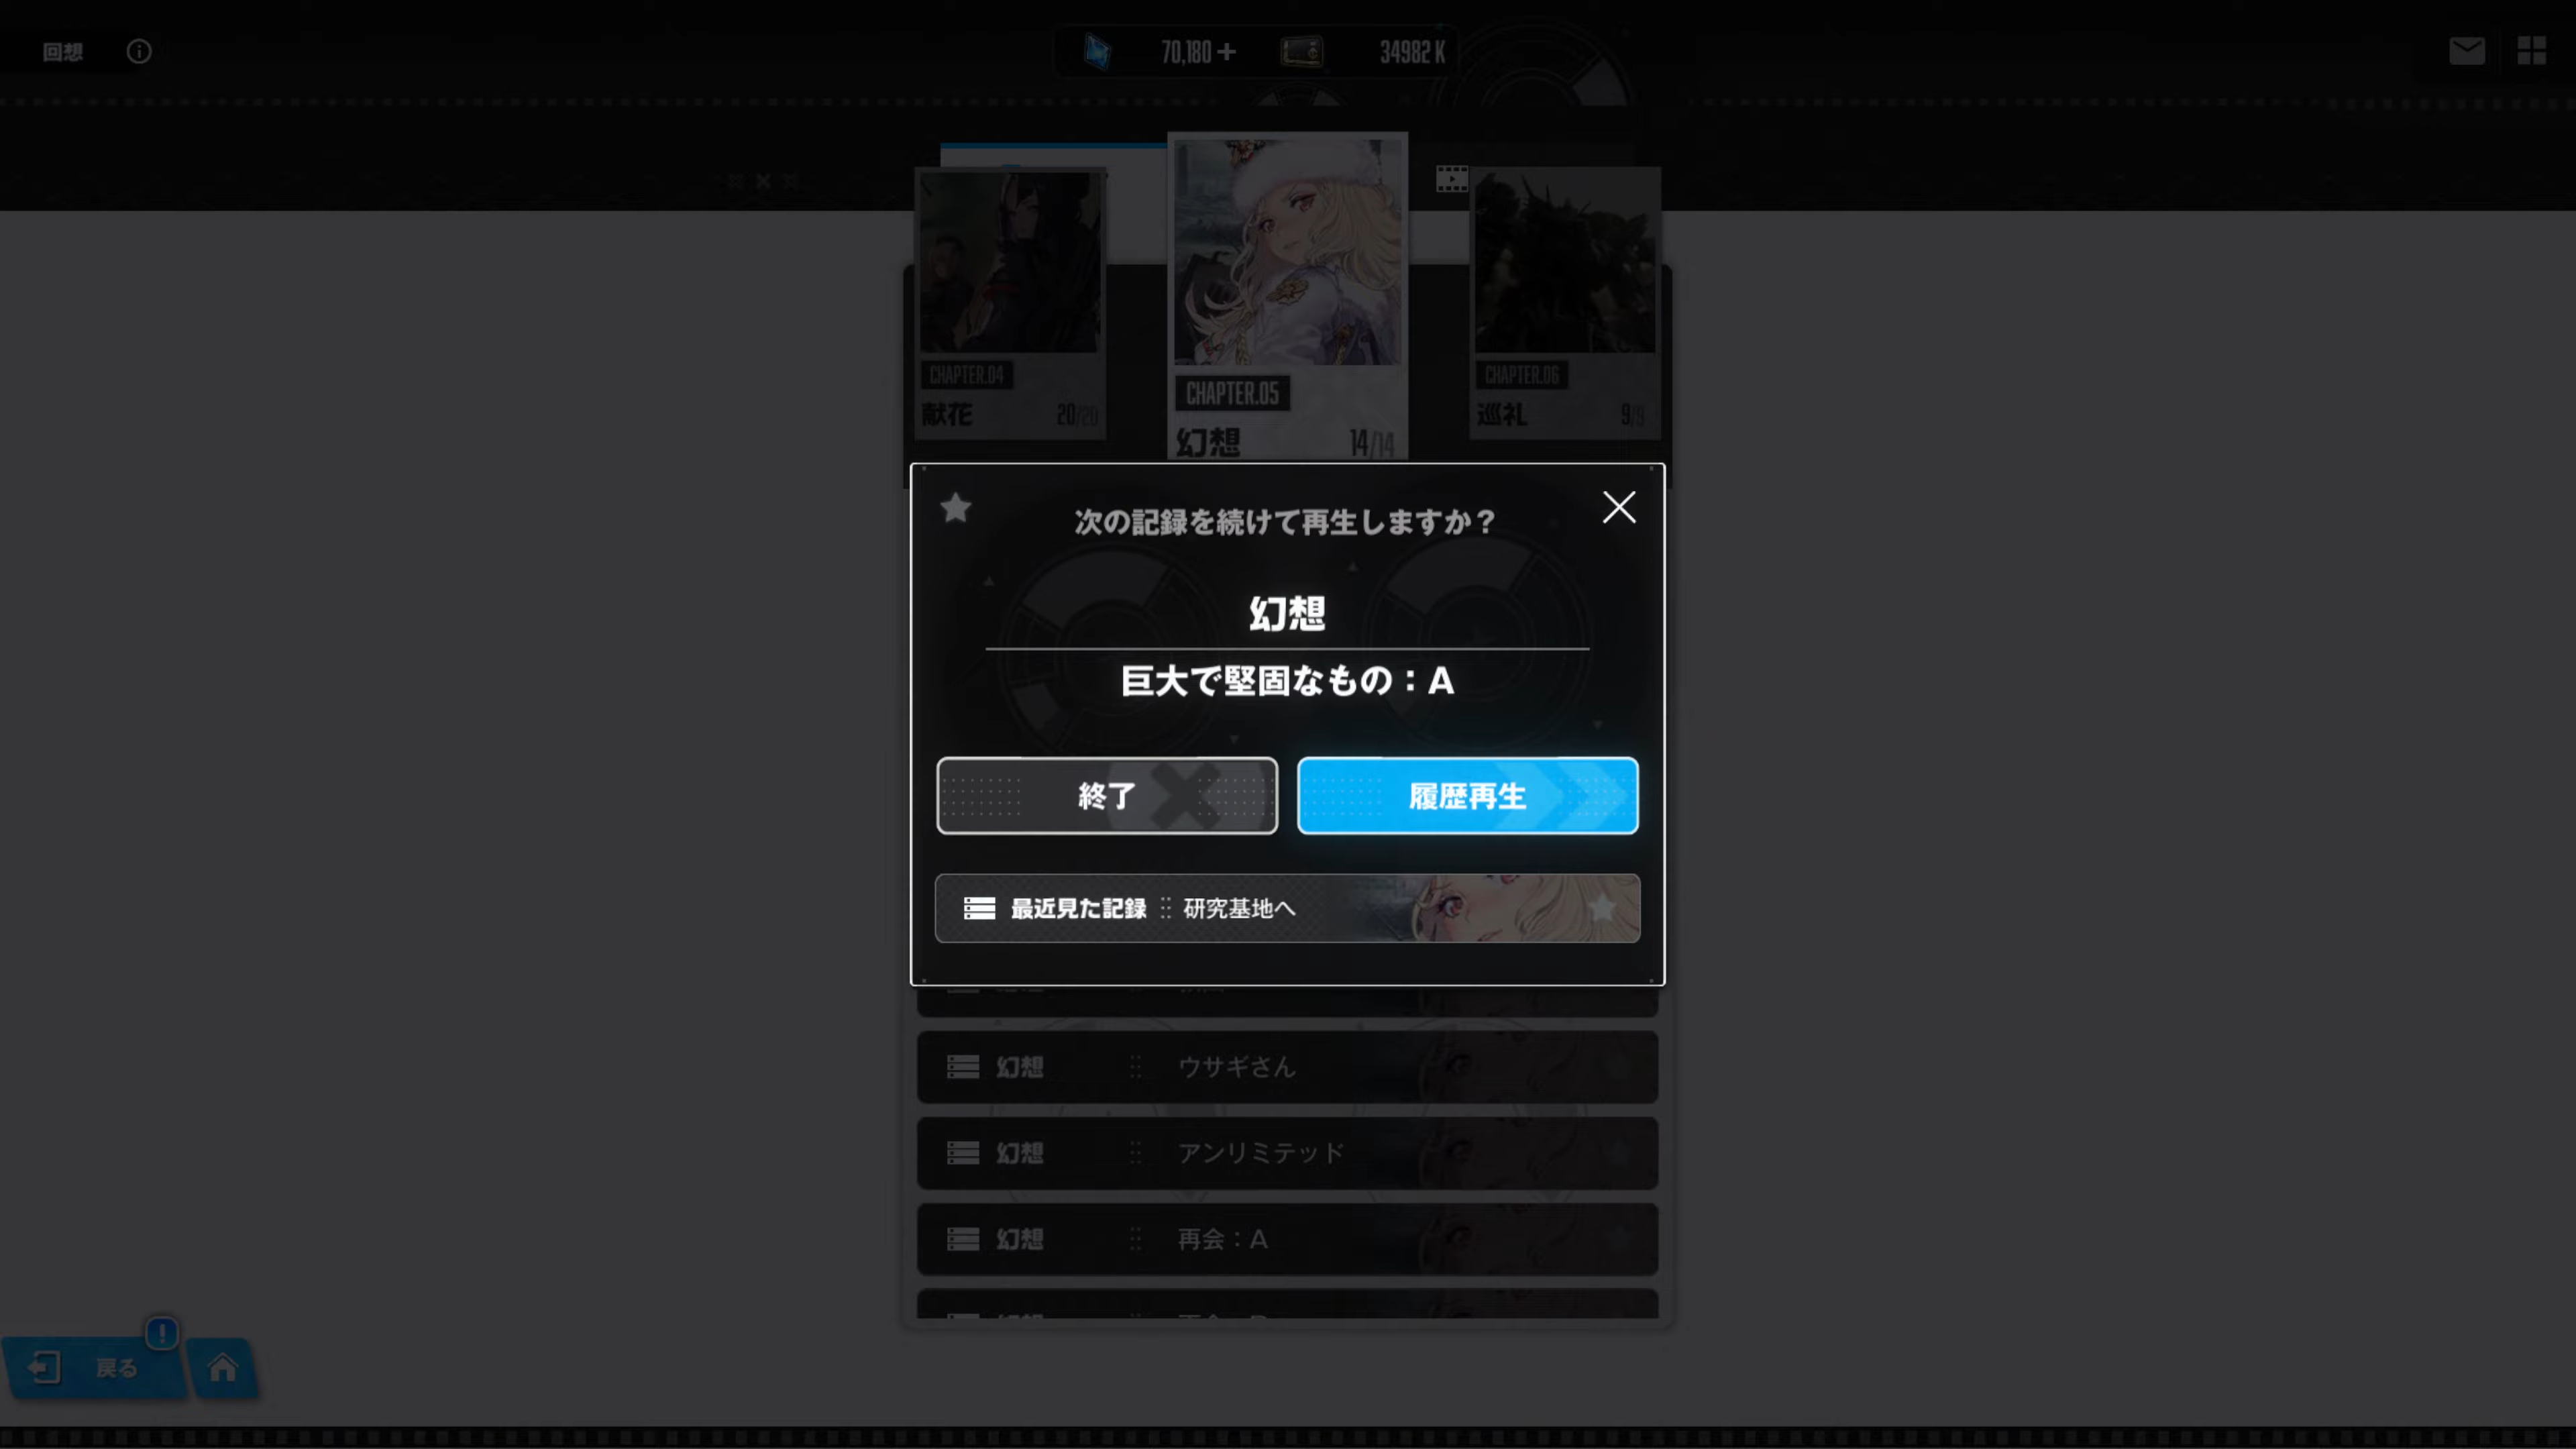 回想
70,180
34982 K
CHAPTER.04
献花
20/20
CHAPTER.05
幻想
14/14
CHAPTER.06
巡礼
9/9
次の記録を続けて再生しますか？
幻想
巨大で堅固なもの：A
終了
履歴再生
最近見た記録
研究基地へ
幻想
ウサギさん
幻想
アンリミテッド
幻想
再会：A
戻る